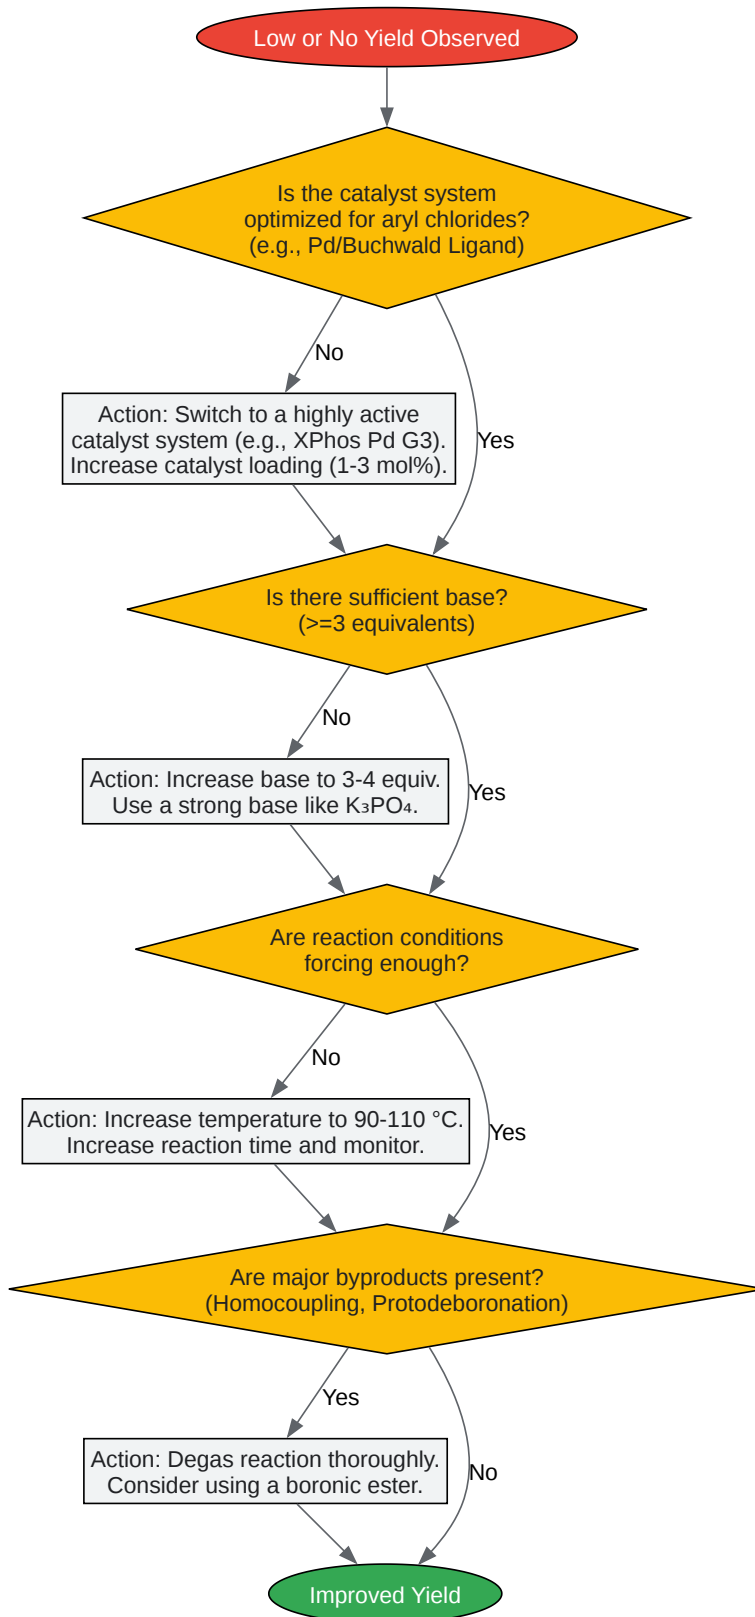 Low or No Yield Observed
Is the catalyst system
optimized for aryl chlorides?
(e.g., Pd/Buchwald Ligand)
No
Action: Switch to a highly active
catalyst system (e.g., XPhos Pd G3).
Increase catalyst loading (1-3 mol%).
Yes
Is there sufficient base?
(>=3 equivalents)
No
Action: Increase base to 3-4 equiv.
Use a strong base like K₃PO₄.
Yes
Are reaction conditions
forcing enough?
No
Action: Increase temperature to 90-110 °C.
Increase reaction time and monitor.
Yes
Are major byproducts present?
(Homocoupling, Protodeboronation)
Yes
Action: Degas reaction thoroughly.
Consider using a boronic ester.
No
Improved Yield